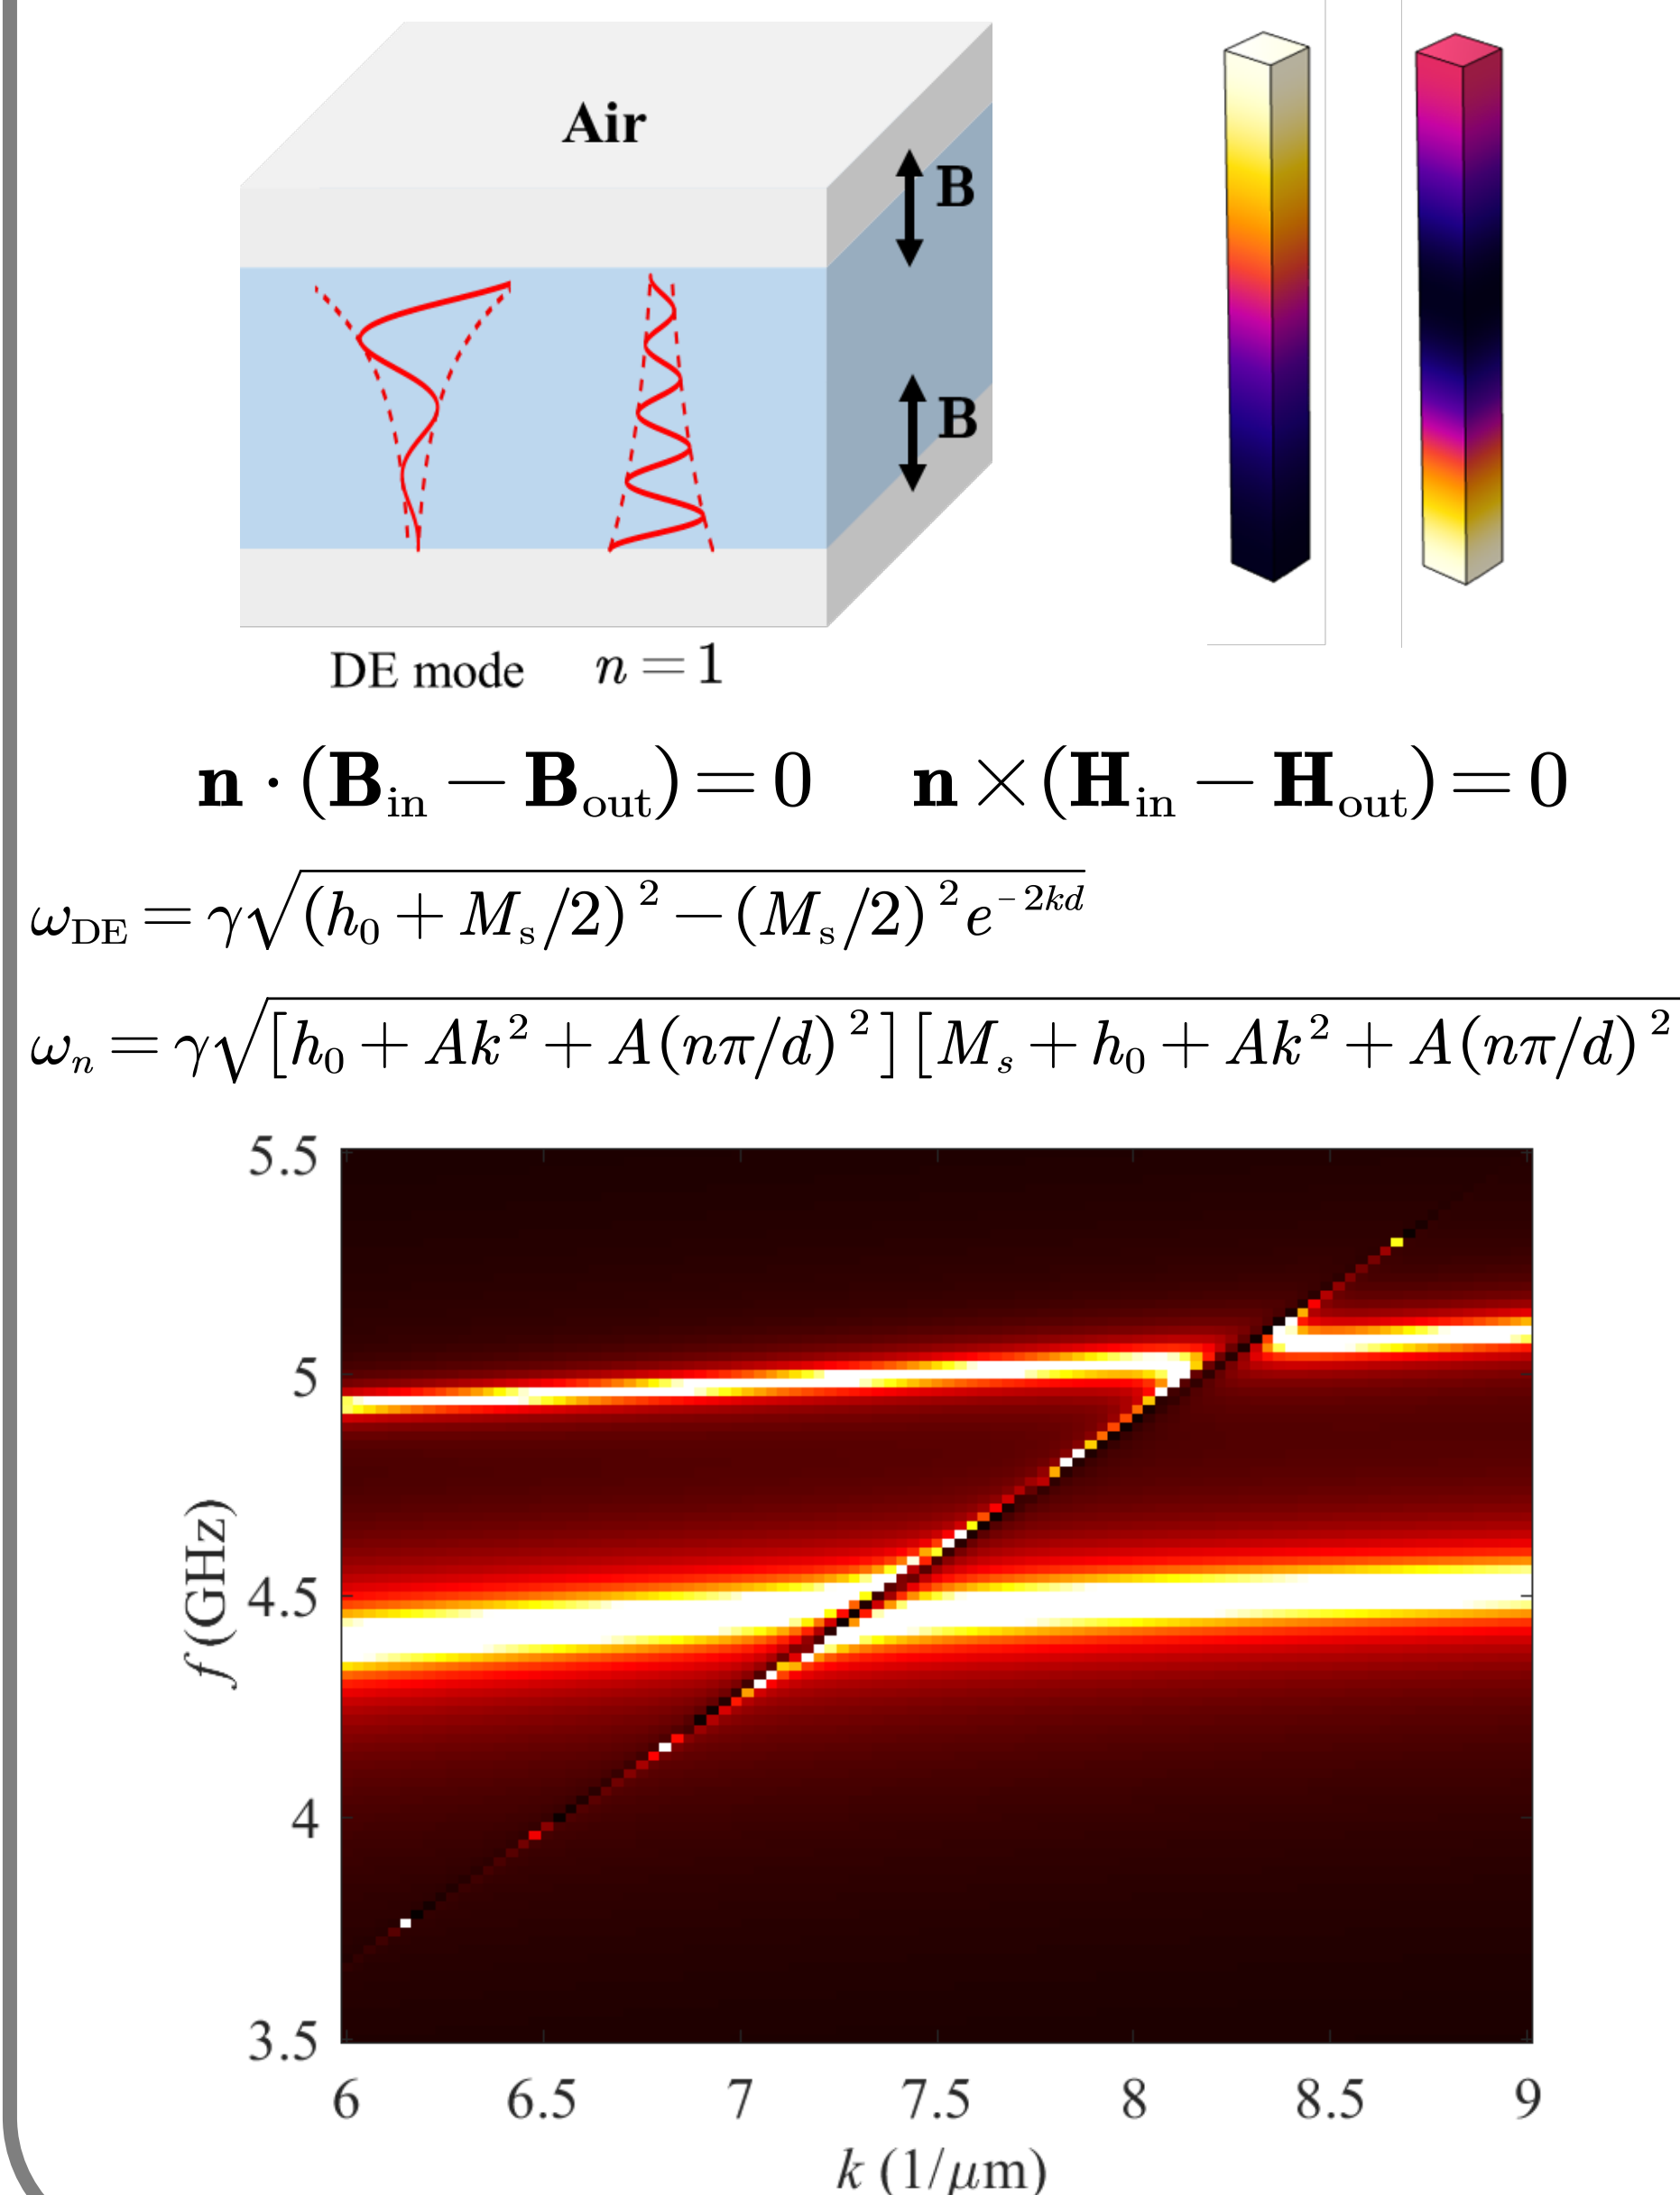 Air
B
B
DE mode n = 1
n · (B_in − B_out) = 0 n × (H_in − H_out) = 0
ω_DE = γ√((h_0 + M_s/2)^2 − (M_s/2)^2 e^{−2kd})
ω_n = γ√([h_0 + Ak^2 + A(nπ/d)^2][M_s + h_0 + Ak^2 + A(nπ/d)^2
5.5
5
4.5
4
3.5
f (GHz)
6 6.5 7 7.5 8 8.5 9
k (1/μm)